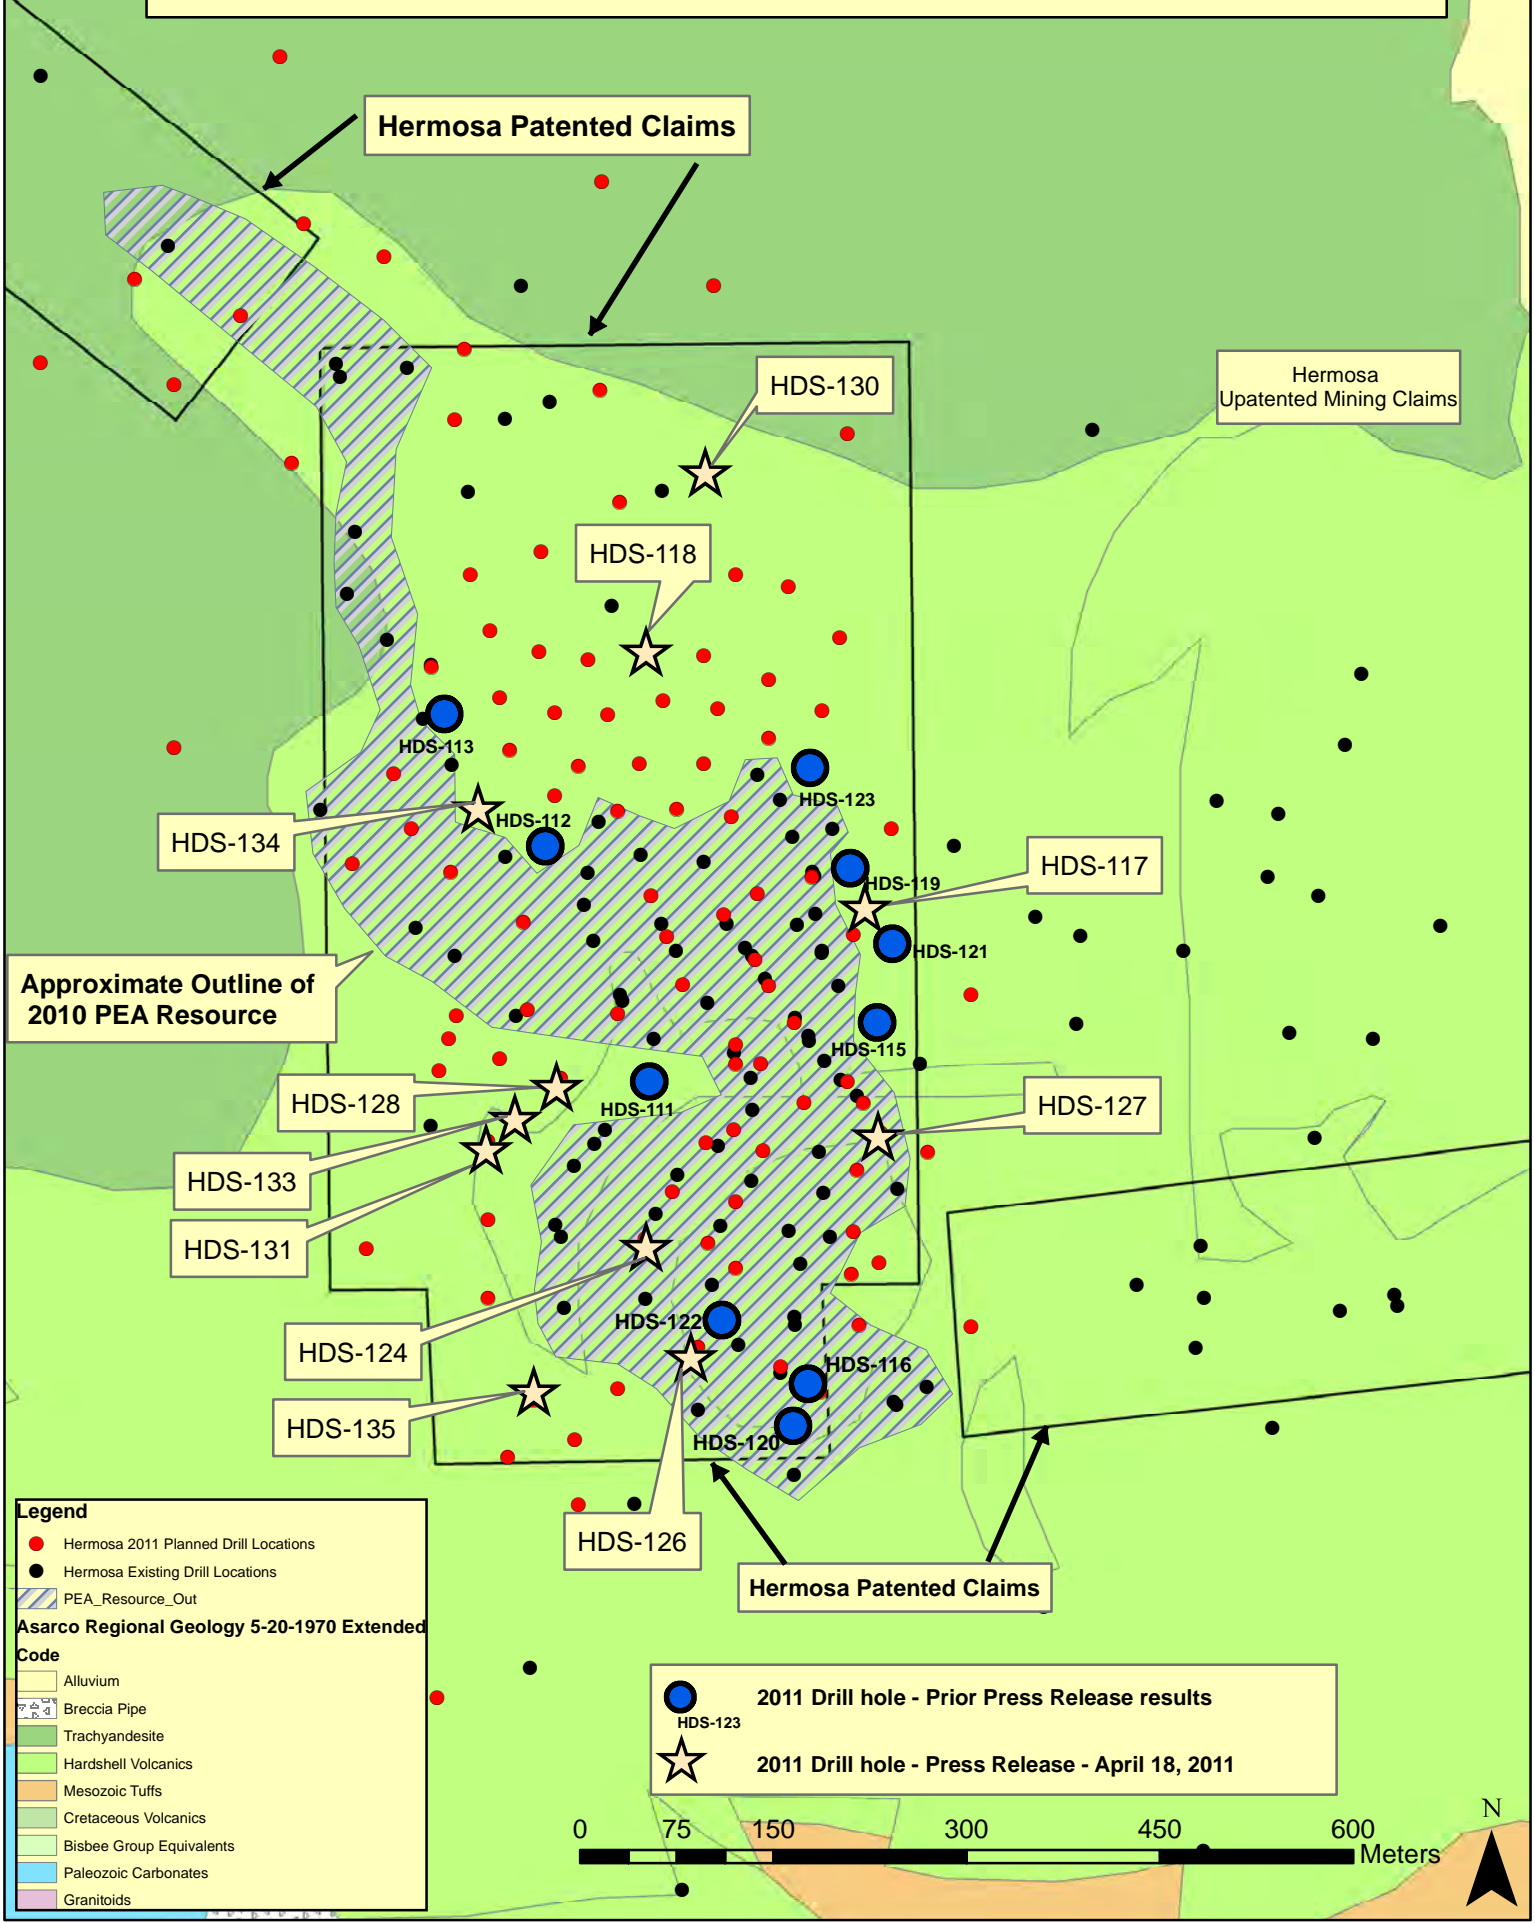 Hermosa Patented Claims
HDS-130
Hermosa
Upatented Mining Claims
HDS-118
HDS-113
HDS-123
HDS-112
HDS-134
HDS-117
HDS-119
HDS-121
Approximate Outline of
2010 PEA Resource
HDS-115
HDS-128
HDS-111
HDS-127
HDS-133
HDS-131
HDS-122
HDS-124
HDS-116
HDS-135
HDS-120
HDS-126
Hermosa Patented Claims
Legend
Hermosa 2011 Planned Drill Locations
Hermosa Existing Drill Locations
PEA_Resource_Out
Asarco Regional Geology 5-20-1970 Extended
Code
Alluvium
Breccia Pipe
Trachyandesite
Hardshell Volcanics
Mesozoic Tuffs
Cretaceous Volcanics
Bisbee Group Equivalents
Paleozoic Carbonates
Granitoids
2011 Drill hole - Prior Press Release results
HDS-123
2011 Drill hole - Press Release - April 18, 2011
0 75 150 300 450 600
Meters
N